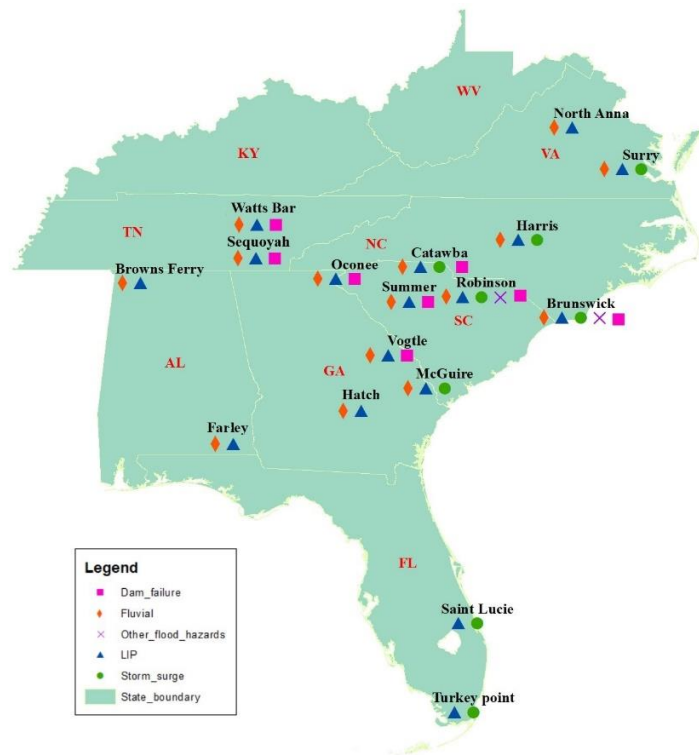 WV
North Anna
KY
VA
Surry
Watts Bar
TN
Harris
NC
Sequoyah
Catawba
Oconee
Browns Ferry
Summer
Robinson
Brunswick
SC
Vogtle
AL
GA
McGuire
Hatch
Farley
FL
Legend
Dam_failure
Fluvial
Other_flood_hazards
LIP
Storm_surge
State_boundary
Saint Lucie
Turkey point